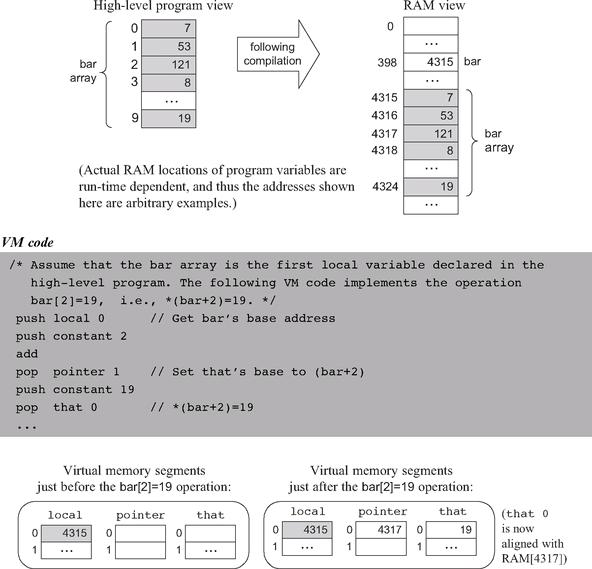 High-level program view
0 7
1 53
2 121
3 8
...
9 19
bar
array
following
compilation
RAM view
0
...
398 4315 bar
...
4315 7
4316 53
4317 121
4318 8
...
4324 19
...
bar
array
(Actual RAM locations of program variables are
run-time dependent, and thus the addresses shown
here are arbitrary examples.)
VM code
/* Assume that the bar array is the first local variable declared in the
high-level program. The following VM code implements the operation
bar[2]=19, i.e., *(bar+2)=19. */
push local 0 // Get bar's base address
push constant 2
add
pop pointer 1 // Set that's base to (bar+2)
push constant 19
pop that 0 // *(bar+2)=19
...
Virtual memory segments
just before the bar[2]=19 operation:
local pointer that
0 4315 0 0
1 ... 1 1 ...
Virtual memory segments
just after the bar[2]=19 operation:
local pointer that
0 4315 0 4317 0 19
1 ... 1 1 ...
(that 0
is now
aligned with
RAM[4317])